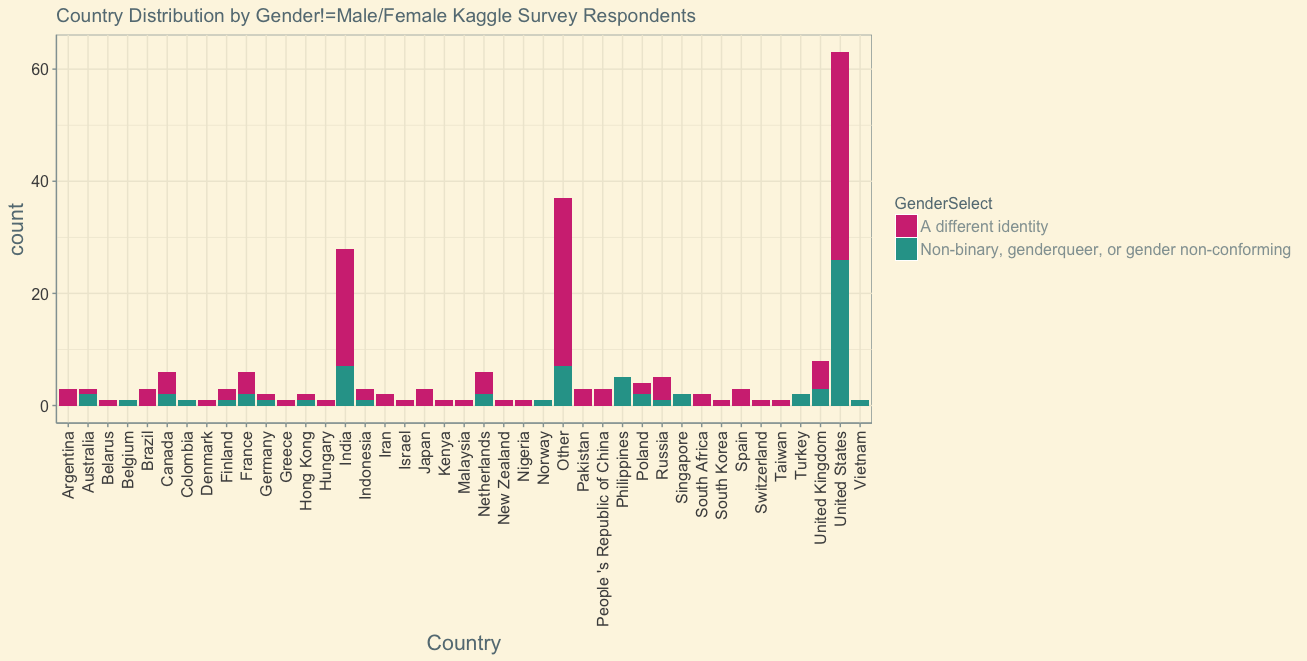 Country Distribution by Gender!=Male/Female Kaggle Survey Respondents
60
40
20
0
count
GenderSelect
A different identity
Non-binary, genderqueer, or gender non-conforming
Argentina
Australia
Belarus
Belgium
Brazil
Canada
Colombia
Denmark
Finland
France
Germany
Greece
Hong Kong
Hungary
India
Indonesia
Iran
Israel
Japan
Kenya
Malaysia
Netherlands
New Zealand
Nigeria
Norway
Other
Pakistan
People 's Republic of China
Philippines
Poland
Russia
Singapore
South Africa
South Korea
Spain
Switzerland
Taiwan
Turkey
United Kingdom
United States
Vietnam
Country